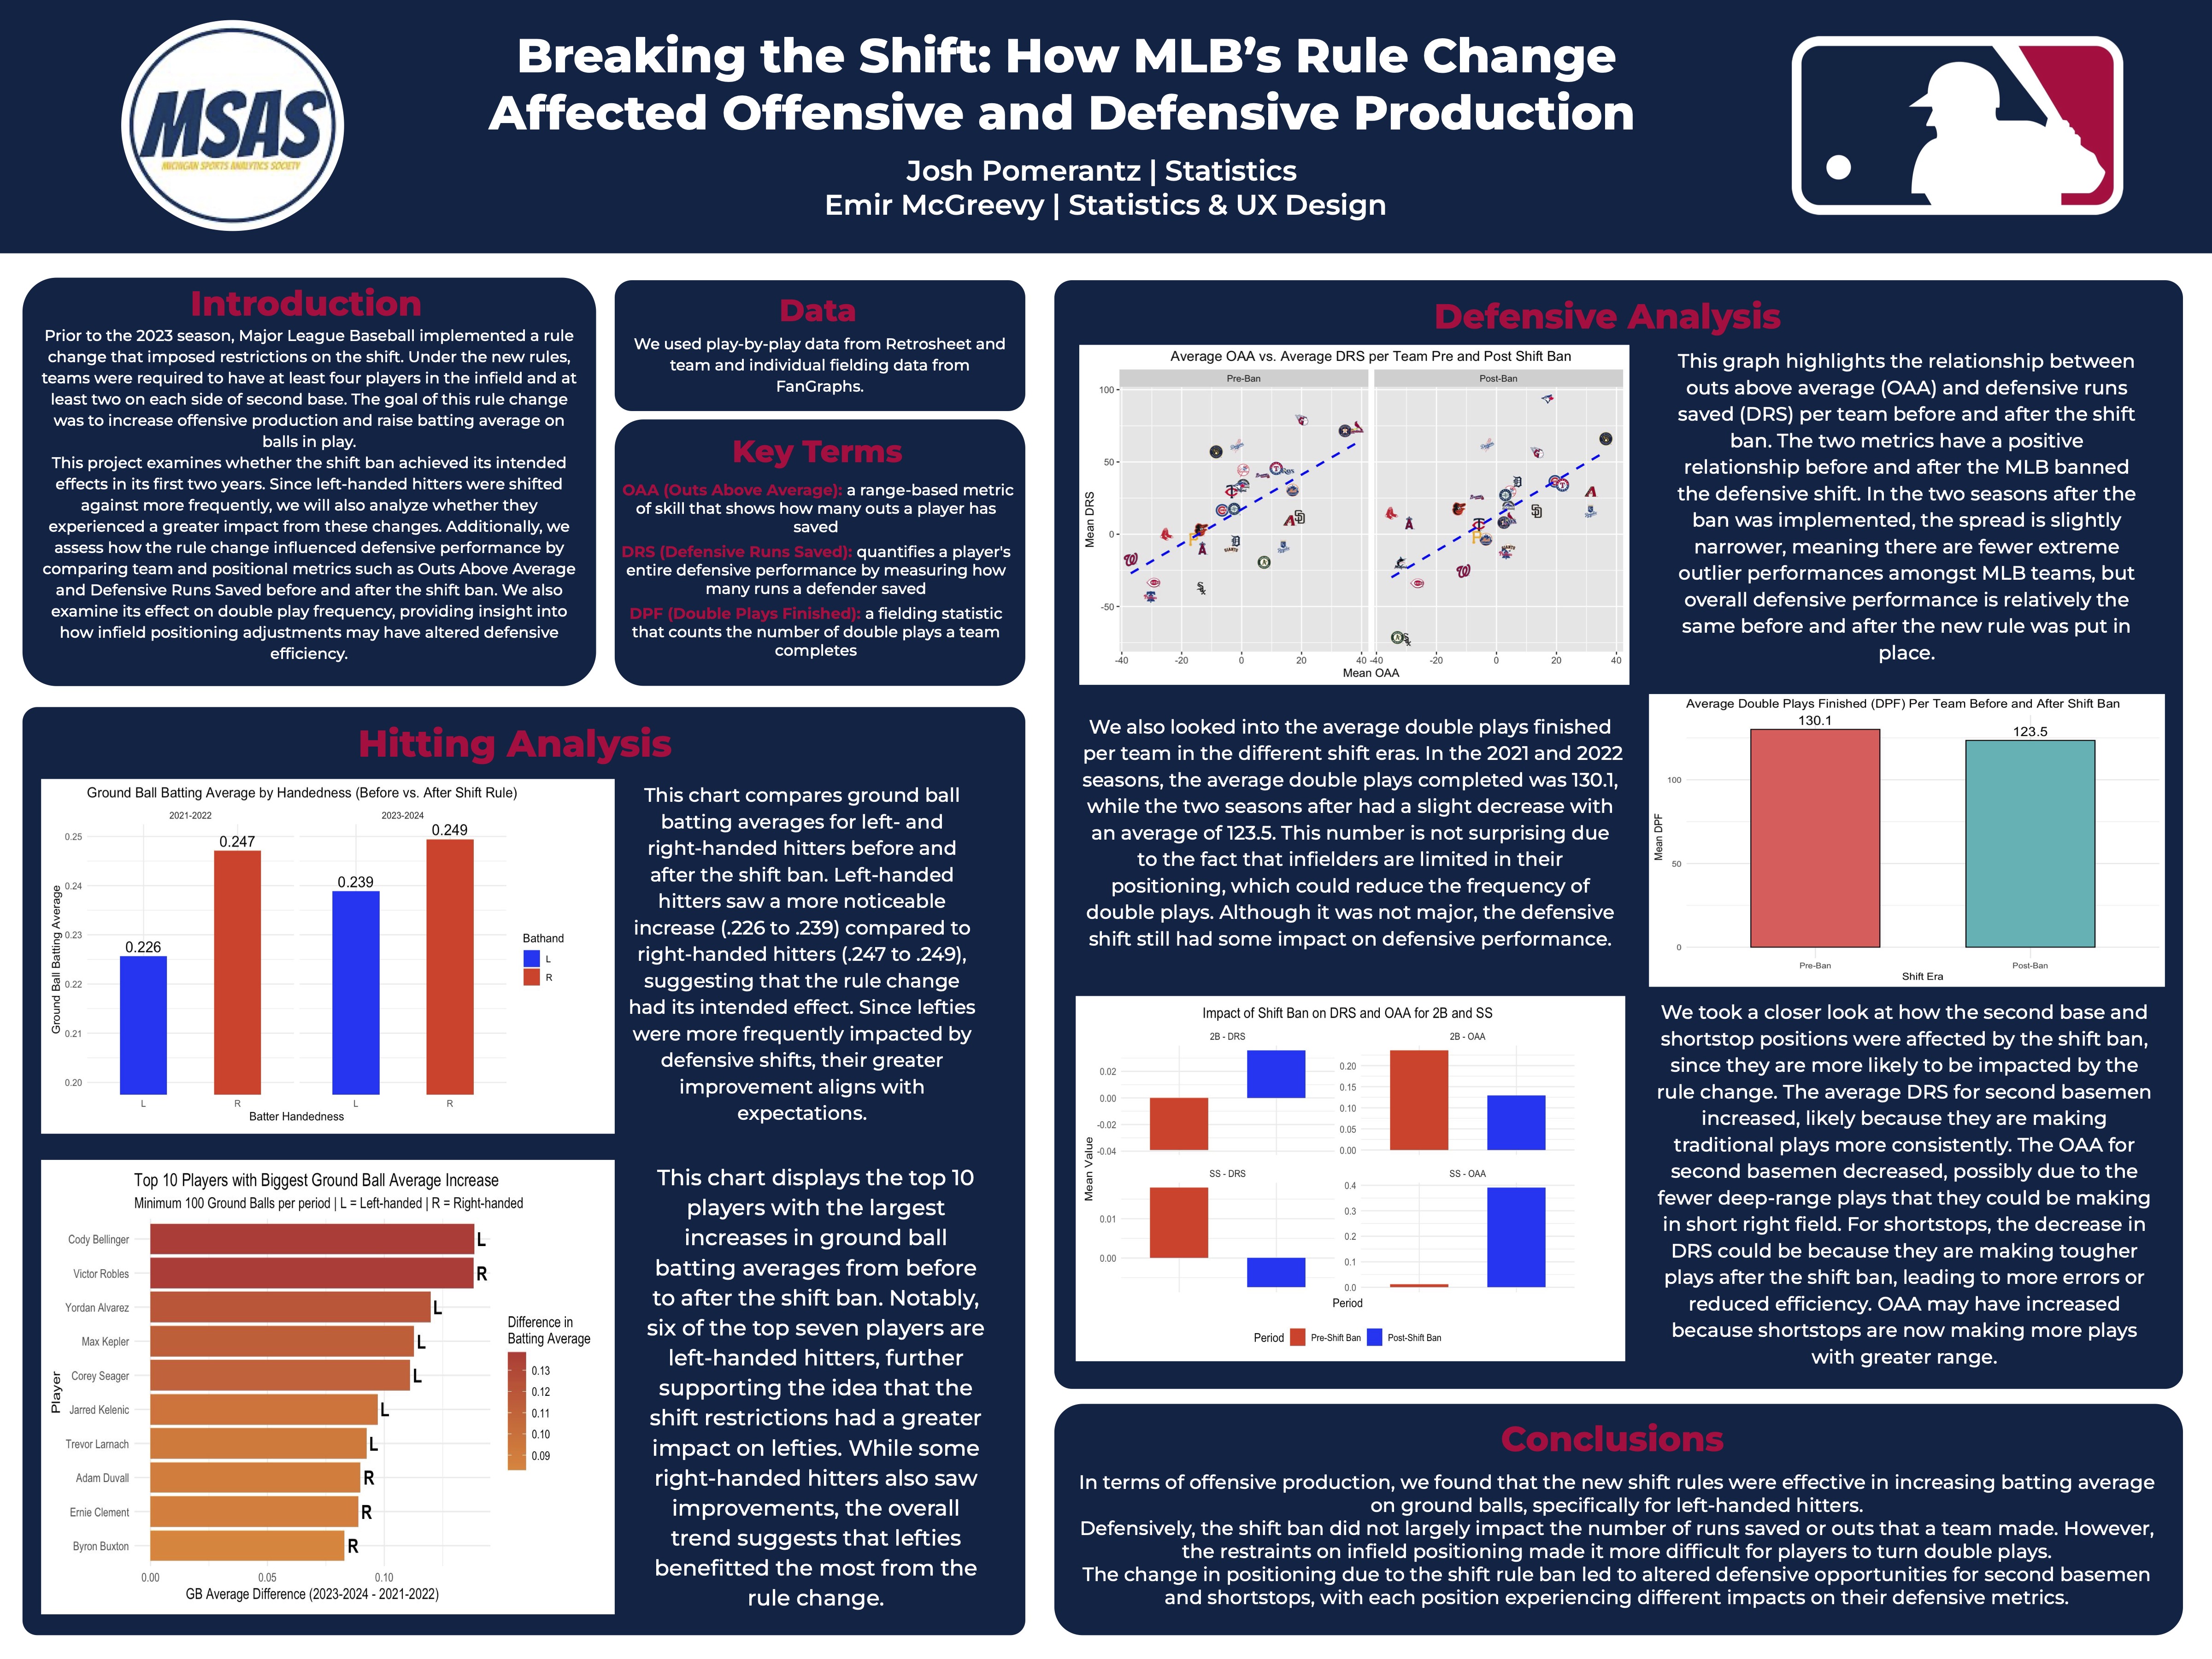 MSAS
MICHIGAN SPORTS ANALYTICS SOCIETY
Breaking the Shift: How MLB’s Rule Change
Affected Offensive and Defensive Production
Josh Pomerantz | Statistics
Emir McGreevy | Statistics & UX Design
Introduction
Prior to the 2023 season, Major League Baseball implemented a rule
change that imposed restrictions on the shift. Under the new rules,
teams were required to have at least four players in the infield and at
least two on each side of second base. The goal of this rule change
was to increase offensive production and raise batting average on
balls in play.
This project examines whether the shift ban achieved its intended
effects in its first two years. Since left-handed hitters were shifted
against more frequently, we will also analyze whether they
experienced a greater impact from these changes. Additionally, we
assess how the rule change influenced defensive performance by
comparing team and positional metrics such as Outs Above Average
and Defensive Runs Saved before and after the shift ban. We also
examine its effect on double play frequency, providing insight into
how infield positioning adjustments may have altered defensive
efficiency.
Data
We used play-by-play data from Retrosheet and
team and individual fielding data from
FanGraphs.
Key Terms
OAA (Outs Above Average): a range-based metric
of skill that shows how many outs a player has
saved
DRS (Defensive Runs Saved): quantifies a player's
entire defensive performance by measuring how
many runs a defender saved
DPF (Double Plays Finished): a fielding statistic
that counts the number of double plays a team
completes
Hitting Analysis
Ground Ball Batting Average by Handedness (Before vs. After Shift Rule)
2021-2022
2023-2024
0.25
0.24
0.23
0.22
0.21
0.20
Ground Ball Batting Average
0.226
0.247
0.239
0.249
L
R
L
R
Batter Handedness
Bathand
L
R
This chart compares ground ball
batting averages for left- and
right-handed hitters before and
after the shift ban. Left-handed
hitters saw a more noticeable
increase (.226 to .239) compared to
right-handed hitters (.247 to .249),
suggesting that the rule change
had its intended effect. Since lefties
were more frequently impacted by
defensive shifts, their greater
improvement aligns with
expectations.
Top 10 Players with Biggest Ground Ball Average Increase
Minimum 100 Ground Balls per period | L = Left-handed | R = Right-handed
Player
Cody Bellinger L
Victor Robles R
Yordan Alvarez L
Max Kepler L
Corey Seager L
Jarred Kelenic L
Trevor Larnach L
Adam Duvall R
Ernie Clement R
Byron Buxton R
0.00 0.05 0.10
GB Average Difference (2023-2024 - 2021-2022)
Difference in
Batting Average
0.13
0.12
0.11
0.10
0.09
This chart displays the top 10
players with the largest
increases in ground ball
batting averages from before
to after the shift ban. Notably,
six of the top seven players are
left-handed hitters, further
supporting the idea that the
shift restrictions had a greater
impact on lefties. While some
right-handed hitters also saw
improvements, the overall
trend suggests that lefties
benefitted the most from the
rule change.
Defensive Analysis
Average OAA vs. Average DRS per Team Pre and Post Shift Ban
Pre-Ban
Post-Ban
Mean DRS
100
50
0
-50
-40 -20 0 20 40
-40 -20 0 20 40
Mean OAA
This graph highlights the relationship between
outs above average (OAA) and defensive runs
saved (DRS) per team before and after the shift
ban. The two metrics have a positive
relationship before and after the MLB banned
the defensive shift. In the two seasons after the
ban was implemented, the spread is slightly
narrower, meaning there are fewer extreme
outlier performances amongst MLB teams, but
overall defensive performance is relatively the
same before and after the new rule was put in
place.
We also looked into the average double plays finished
per team in the different shift eras. In the 2021 and 2022
seasons, the average double plays completed was 130.1,
while the two seasons after had a slight decrease with
an average of 123.5. This number is not surprising due
to the fact that infielders are limited in their
positioning, which could reduce the frequency of
double plays. Although it was not major, the defensive
shift still had some impact on defensive performance.
Average Double Plays Finished (DPF) Per Team Before and After Shift Ban
130.1
123.5
Mean DPF
100
50
0
Pre-Ban
Post-Ban
Shift Era
Impact of Shift Ban on DRS and OAA for 2B and SS
Mean Value
2B - DRS
0.02
0.00
-0.02
-0.04
2B - OAA
0.20
0.15
0.10
0.05
0.00
SS - DRS
0.01
0.00
SS - OAA
0.4
0.3
0.2
0.1
0.0
Period
Period Pre-Shift Ban Post-Shift Ban
We took a closer look at how the second base and
shortstop positions were affected by the shift ban,
since they are more likely to be impacted by the
rule change. The average DRS for second basemen
increased, likely because they are making
traditional plays more consistently. The OAA for
second basemen decreased, possibly due to the
fewer deep-range plays that they could be making
in short right field. For shortstops, the decrease in
DRS could be because they are making tougher
plays after the shift ban, leading to more errors or
reduced efficiency. OAA may have increased
because shortstops are now making more plays
with greater range.
Conclusions
In terms of offensive production, we found that the new shift rules were effective in increasing batting average
on ground balls, specifically for left-handed hitters.
Defensively, the shift ban did not largely impact the number of runs saved or outs that a team made. However,
the restraints on infield positioning made it more difficult for players to turn double plays.
The change in positioning due to the shift rule ban led to altered defensive opportunities for second basemen
and shortstops, with each position experiencing different impacts on their defensive metrics.